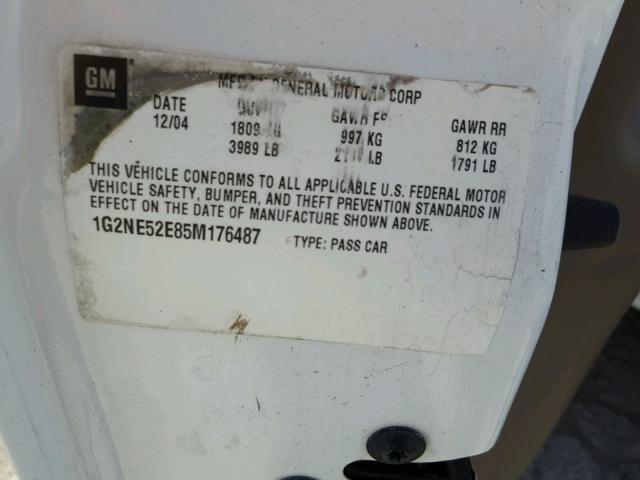 GM
GENERAL MOTORS CORP
DATE GAWR RR
12/04 1809 KG 997 KG 812 KG
3989 LB LB 1791 LB
THIS VEHICLE CONFORMS TO ALL APPLICABLE U.S. FEDERAL MOTOR
VEHICLE SAFETY, BUMPER, AND THEFT PREVENTION STANDARDS IN
EFFECT ON THE DATE OF MANUFACTURE SHOWN ABOVE.
1G2NE52E85M176487 TYPE: PASS CAR